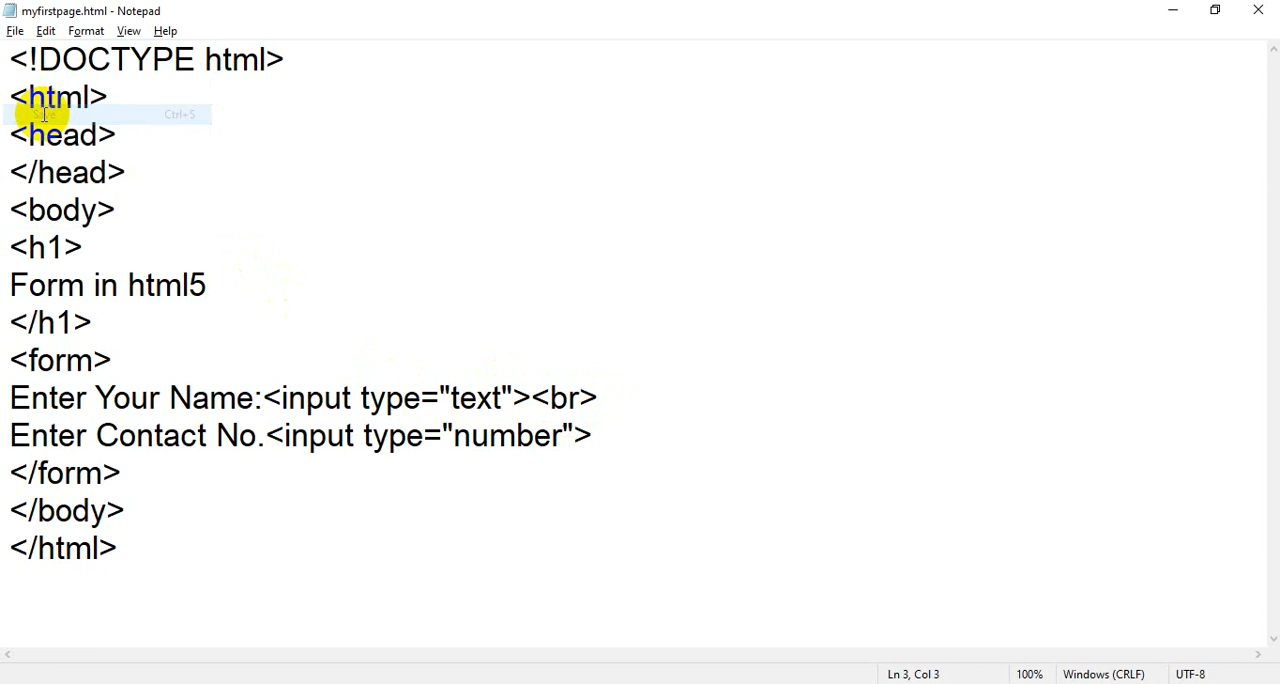 myfirstpage.html - Notepad
File Edit Format View Help
<!DOCTYPE html>
<html>
Save Ctrl+S
<head>
</head>
<body>
<h1>
Form in html5
</h1>
<form>
Enter Your Name:<input type="text"><br>
Enter Contact No.<input type="number">
</form>
</body>
</html>
Ln 3, Col 3 100% Windows (CRLF) UTF-8